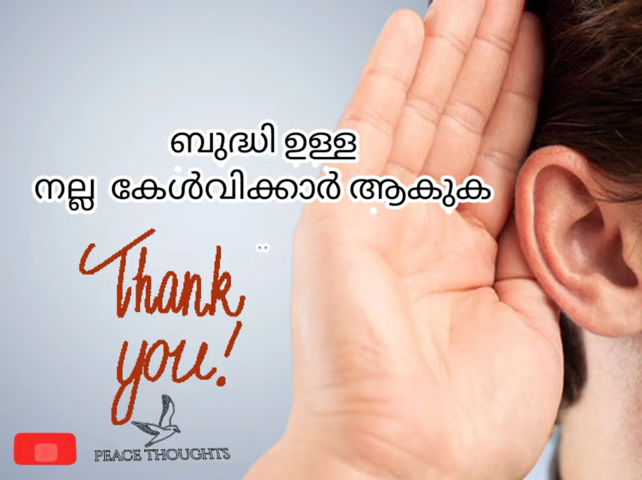 ബുദ്ധി ഉള്ള
നല്ല കേൾവിക്കാർ ആകുക
Thank
you!
PEACE THOUGHTS